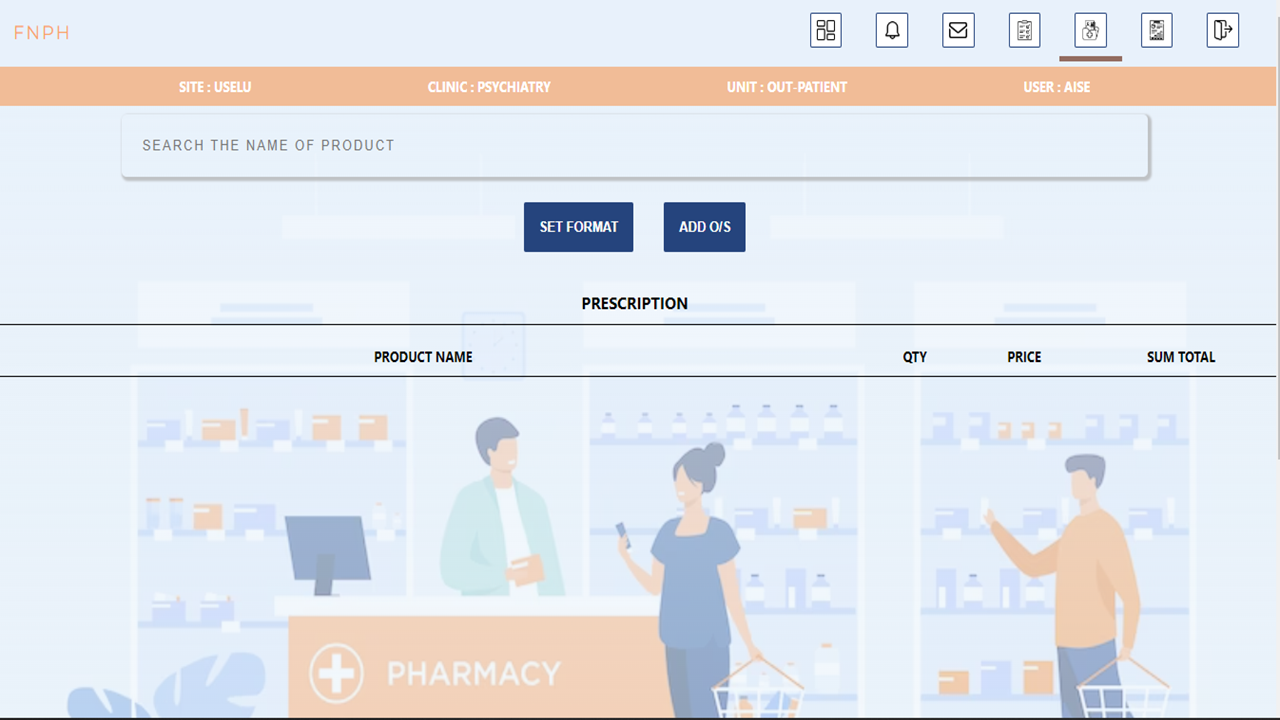 FNPH
SITE : USELU CLINIC : PSYCHIATRY UNIT : OUT-PATIENT USER : AISE
SEARCH THE NAME OF PRODUCT
SET FORMAT ADD O/S
PRESCRIPTION
PRODUCT NAME QTY PRICE SUM TOTAL
PHARMACY